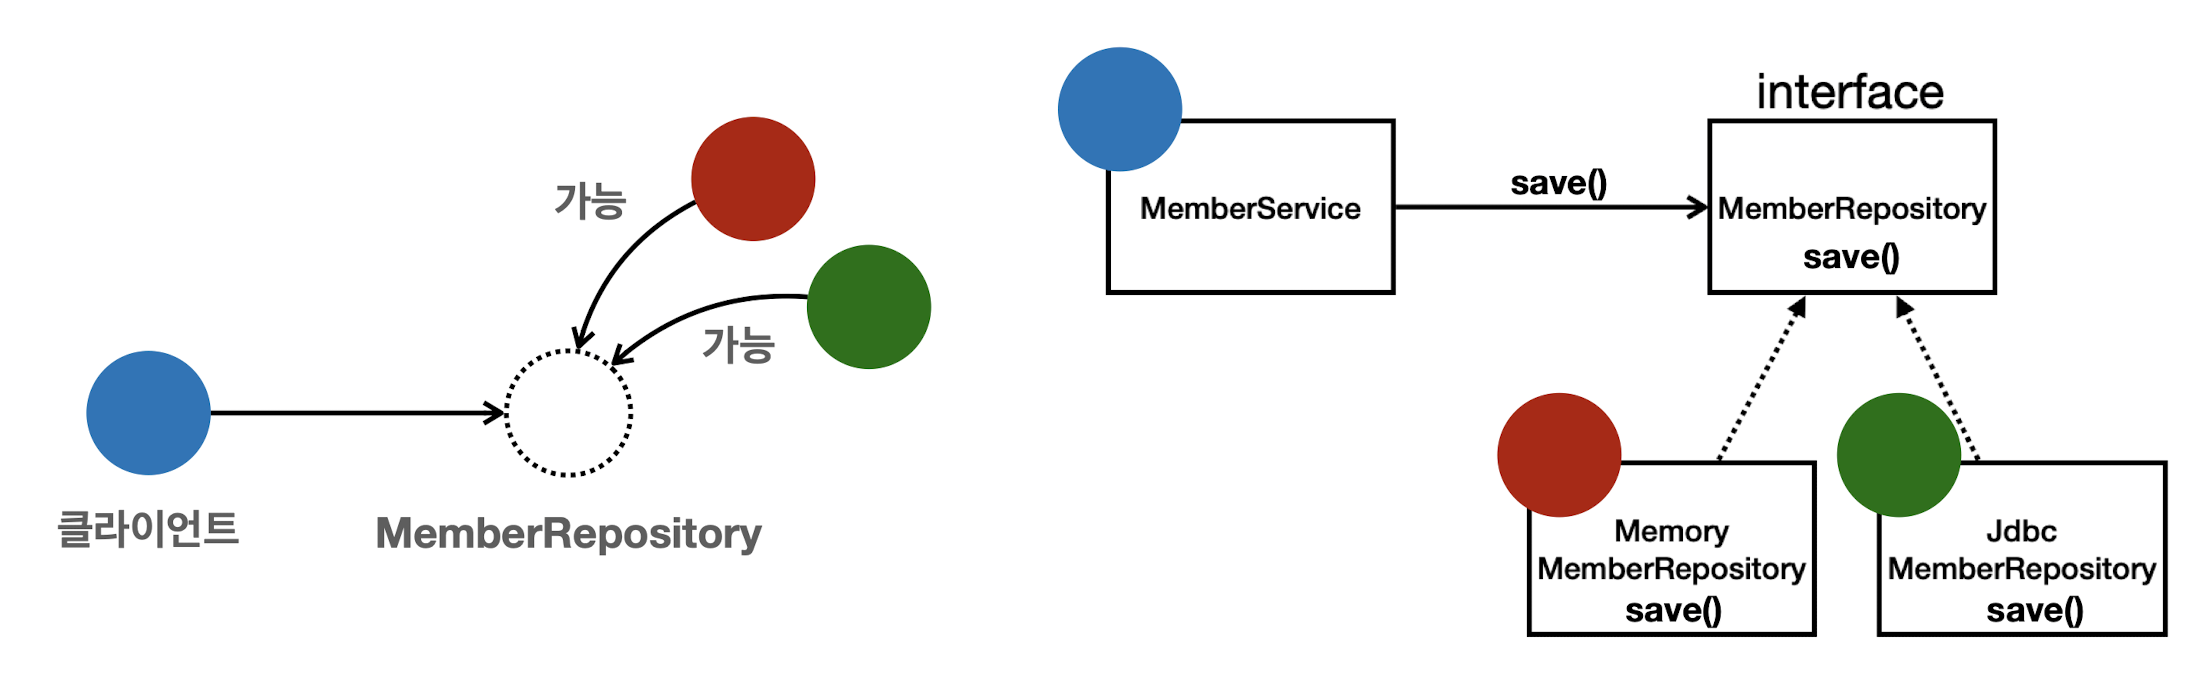 가능
가능
클라이언트
MemberRepository
interface
MemberService
save()
MemberRepository
save()
Memory
MemberRepository
save()
Jdbc
MemberRepository
save()